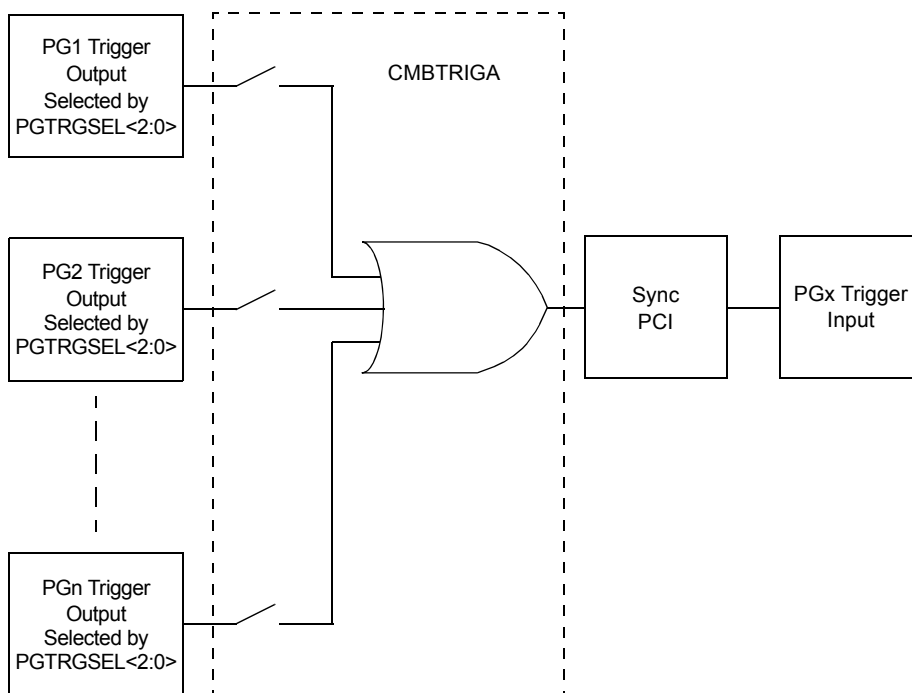 PG1 Trigger
Output
Selected by
PGTRGSEL<2:0>
CMBTRIGA
PG2 Trigger
Output
Selected by
PGTRGSEL<2:0>
Sync
PCI
PGx Trigger
Input
PGn Trigger
Output
Selected by
PGTRGSEL<2:0>